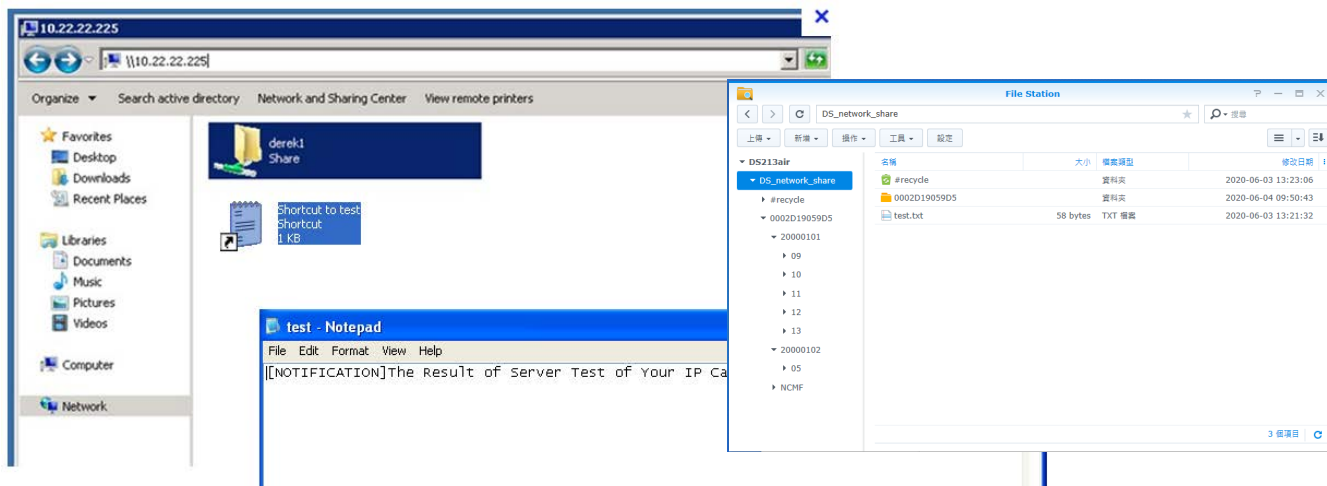 10.22.22.225
\\10.22.22.225
Organize Search active directory Network and Sharing Center View remote printers
Favorites
Desktop
Downloads
Recent Places
Libraries
Documents
Music
Pictures
Videos
Computer
Network
derek1
Share
Shortcut to test
Shortcut
1 KB
test - Notepad
File Edit Format View Help
[NOTIFICATION]The Result of Server Test of Your IP Ca
File Station
DS_network_share
搜尋
上傳 新增 操作 工具 設定
DS213air
DS_network_share
#recycle
0002D19059D5
20000101
09
10
11
12
13
20000102
05
NCMF
名稱 大小 檔案類型 修改日期
#recycle 資料夾 2020-06-03 13:23:06
0002D19059D5 資料夾 2020-06-04 09:50:43
test.txt 58 bytes TXT 檔案 2020-06-03 13:21:32
3 個項目